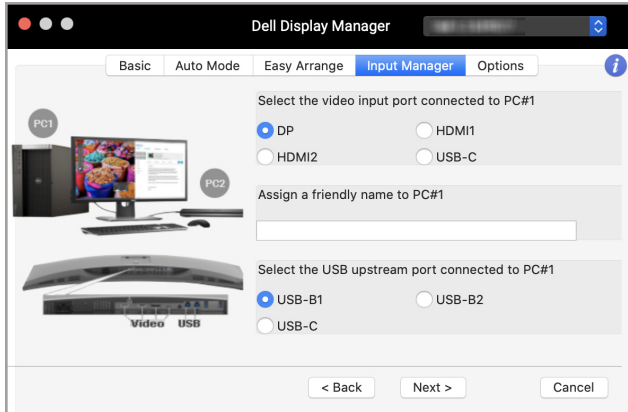 Dell Display Manager
Basic Auto Mode Easy Arrange Input Manager Options i
Select the video input port connected to PC#1
PC1
DP HDMI1
HDMI2 USB-C
PC2
Assign a friendly name to PC#1
Select the USB upstream port connected to PC#1
USB-B1 USB-B2
Video USB
USB-C
< Back Next > Cancel